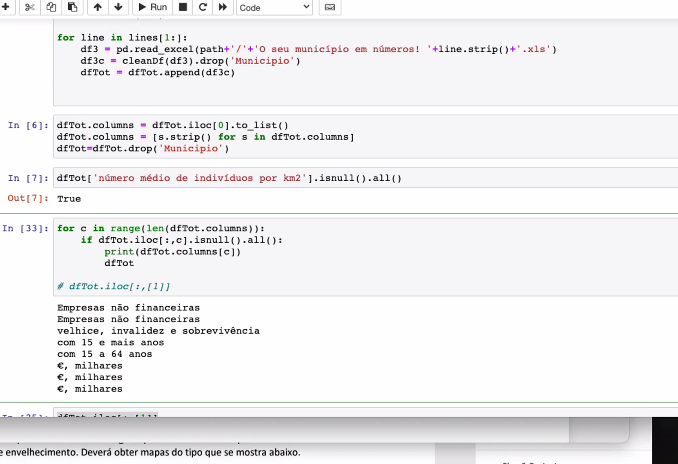 Run
Code
for line in lines[1:]:
df3 = pd.read_excel(path+'/'+'O seu município em números! '+line.strip()+'.xls')
df3c = cleanDf(df3).drop('Municipio')
dfTot = dfTot.append(df3c)
In [6]: dfTot.columns = dfTot.iloc[0].to_list()
dfTot.columns = [s.strip() for s in dfTot.columns]
dfTot=dfTot.drop('Municipio')
In [7]: dfTot['número médio de indivíduos por km2'].isnull().all()
Out[7]: True
In [33]: for c in range(len(dfTot.columns)):
if dfTot.iloc[:,c].isnull().all():
print(dfTot.columns[c])
dfTot
# dfTot.iloc[:,[1]]
Empresas não financeiras
Empresas não financeiras
velhice, invalidez e sobrevivência
com 15 e mais anos
com 15 a 64 anos
€, milhares
€, milhares
€, milhares
e envelhecimento. Deverá obter mapas do tipo que se mostra abaixo.